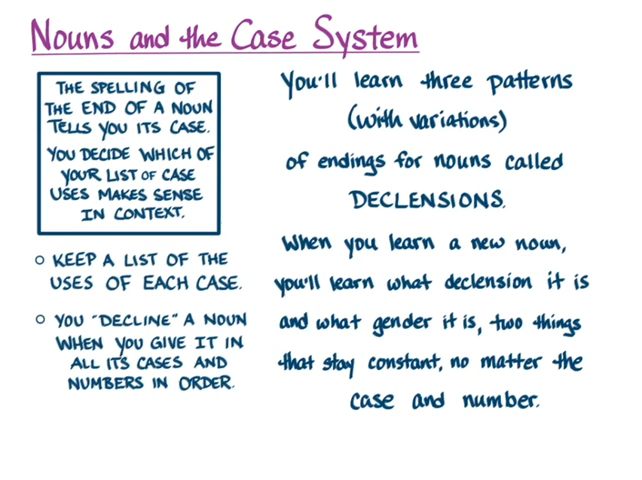 Nouns and the Case System
THE SPELLING OF
THE END OF A NOUN
TELLS YOU ITS CASE.
YOU DECIDE WHICH OF
YOUR LIST OF CASE
USES MAKES SENSE
IN CONTEXT.
○ KEEP A LIST OF THE
USES OF EACH CASE.
○ YOU "DECLINE" A NOUN
WHEN YOU GIVE IT IN
ALL ITS CASES AND
NUMBERS IN ORDER.
You'll learn three patterns
(with variations)
of endings for nouns called
DECLENSIONS.
When you learn a new noun,
you'll learn what declension it is
and what gender it is, two things
that stay constant, no matter the
case and number.